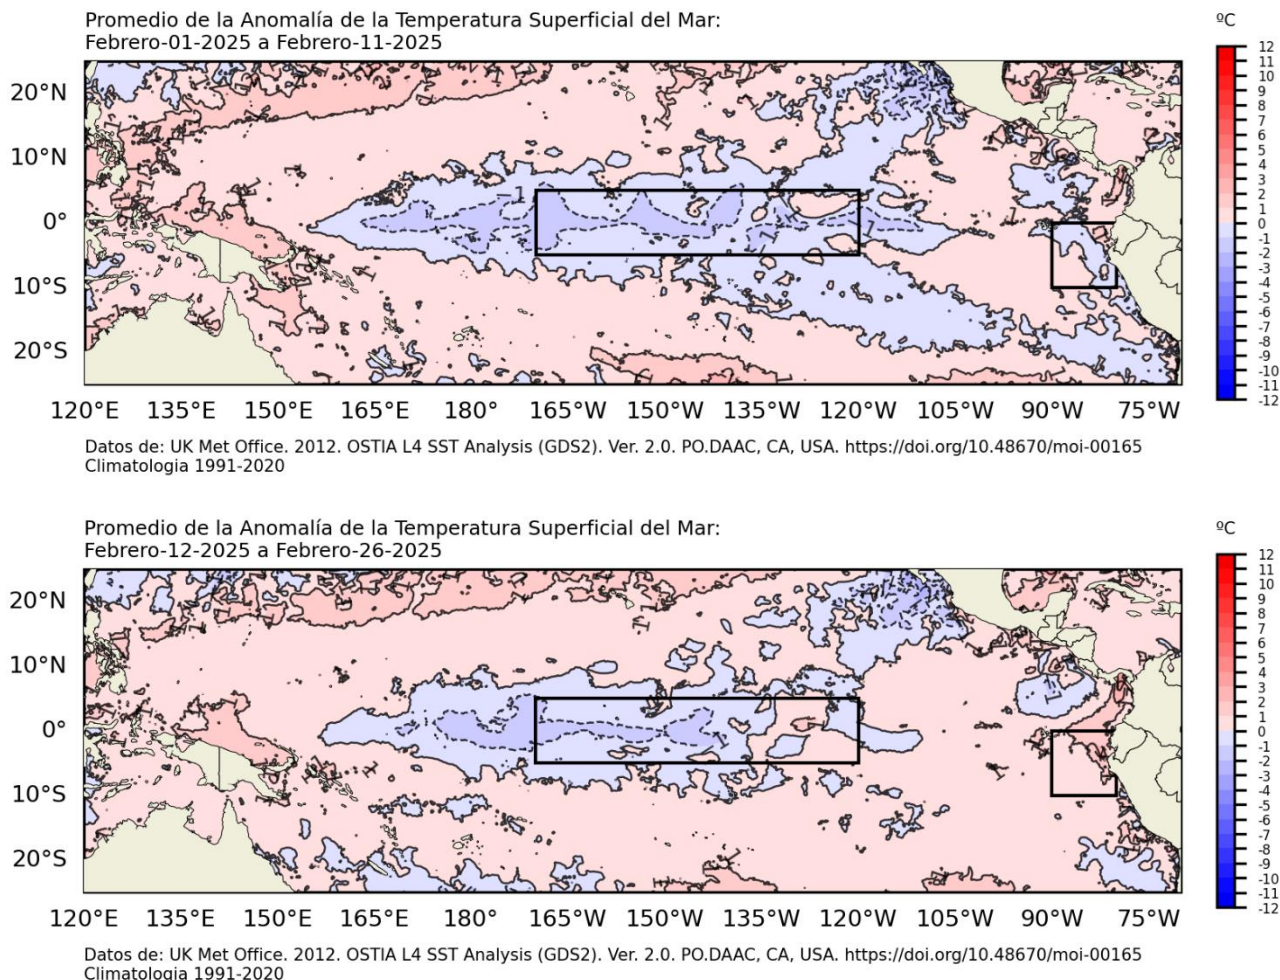 Promedio de la Anomalía de la Temperatura Superficial del Mar:
Febrero-01-2025 a Febrero-11-2025
ºC
20°N
10°N
0°
10°S
20°S
-1
12
11
10
9
8
7
6
5
4
3
2
1
0
-1
-2
-3
-4
-5
-6
-7
-8
-9
-10
-11
-12
120°E 135°E 150°E 165°E 180° 165°W 150°W 135°W 120°W 105°W 90°W 75°W
Datos de: UK Met Office. 2012. OSTIA L4 SST Analysis (GDS2). Ver. 2.0. PO.DAAC, CA, USA. https://doi.org/10.48670/moi-00165
Climatologia 1991-2020
Promedio de la Anomalía de la Temperatura Superficial del Mar:
Febrero-12-2025 a Febrero-26-2025
ºC
20°N
10°N
0°
10°S
20°S
12
11
10
9
8
7
6
5
4
3
2
1
0
-1
-2
-3
-4
-5
-6
-7
-8
-9
-10
-11
-12
120°E 135°E 150°E 165°E 180° 165°W 150°W 135°W 120°W 105°W 90°W 75°W
Datos de: UK Met Office. 2012. OSTIA L4 SST Analysis (GDS2). Ver. 2.0. PO.DAAC, CA, USA. https://doi.org/10.48670/moi-00165
Climatologia 1991-2020